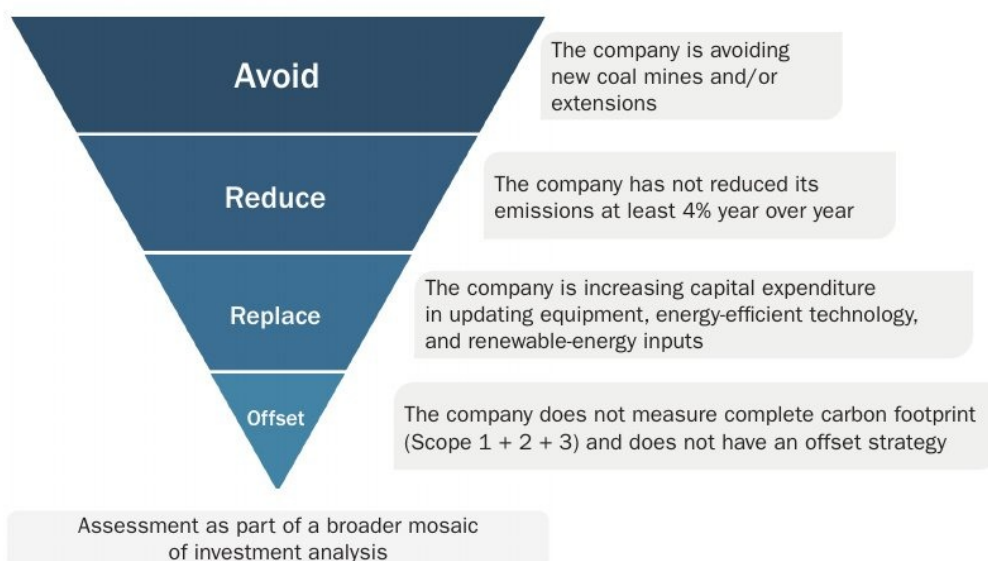 Avoid
The company is avoiding
new coal mines and/or
extensions
Reduce
The company has not reduced its
emissions at least 4% year over year
Replace
The company is increasing capital expenditure
in updating equipment, energy-efficient technology,
and renewable-energy inputs
Offset
The company does not measure complete carbon footprint
(Scope 1 + 2 + 3) and does not have an offset strategy
Assessment as part of a broader mosaic
of investment analysis